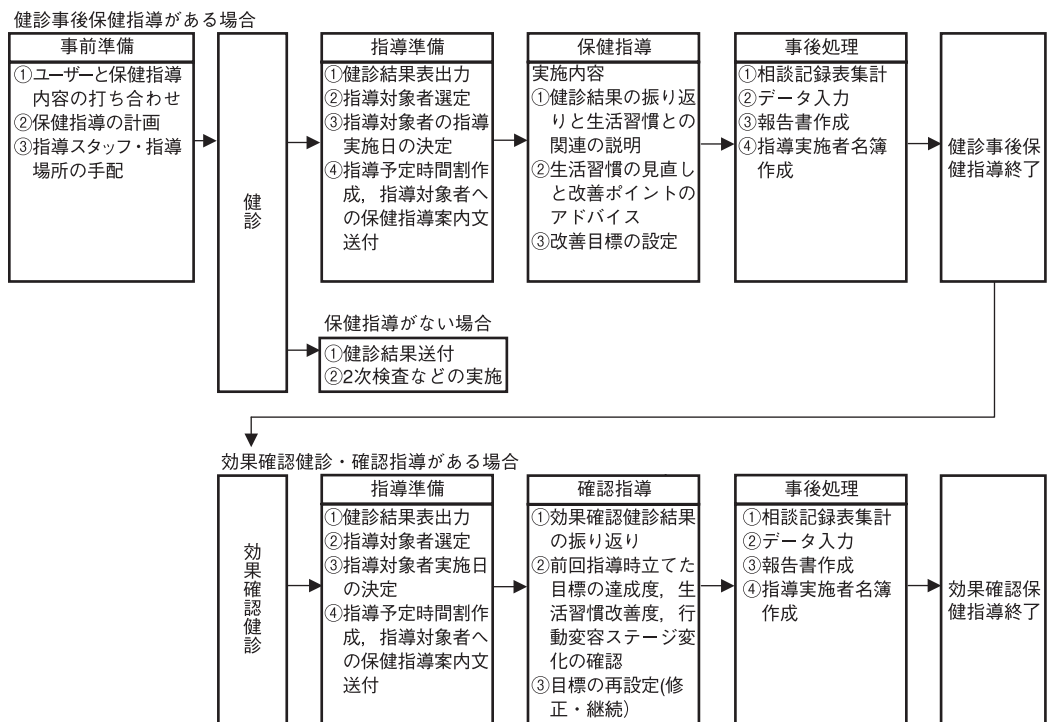 健診事後保健指導がある場合
事前準備
①ユーザーと保健指導
内容の打ち合わせ
②保健指導の計画
③指導スタッフ・指導
場所の手配
健診
指導準備
①健診結果表出力
②指導対象者選定
③指導対象者の指導
実施日の決定
④指導予定時間割作
成，指導対象者へ
の保健指導案内文
送付
保健指導
実施内容
①健診結果の振り返
りと生活習慣との
関連の説明
②生活習慣の見直し
と改善ポイントの
アドバイス
③改善目標の設定
事後処理
①相談記録表集計
②データ入力
③報告書作成
④指導実施者名簿
作成
健診事後保
健指導終了
保健指導がない場合
①健診結果送付
②2次検査などの実施
効果確認健診・確認指導がある場合
効果確認健診
指導準備
①健診結果表出力
②指導対象者選定
③指導対象者実施日
の決定
④指導予定時間割作
成，指導対象者へ
の保健指導案内文
送付
確認指導
①効果確認健診結果
の振り返り
②前回指導時立てた
目標の達成度，生
活習慣改善度，行
動変容ステージ変
化の確認
③目標の再設定(修
正・継続)
事後処理
①相談記録表集計
②データ入力
③報告書作成
④指導実施者名簿
作成
効果確認保
健指導終了